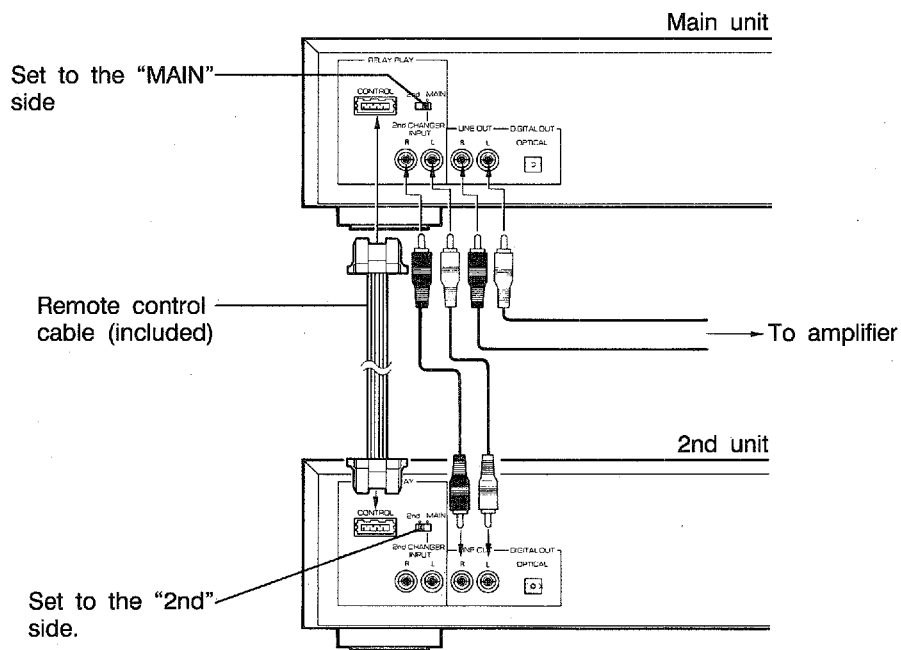 Main unit
Set to the “MAIN”
side
RELAY PLAY
CONTROL
2nd MAIN
2nd CHANGER
INPUT
LINE OUT
DIGITAL OUT
R L R L
OPTICAL
Remote control
cable (included)
To amplifier
2nd unit
CONTROL
2nd MAIN
2nd CHANGER
INPUT
DIGITAL OUT
R L R L
OPTICAL
Set to the “2nd”
side.